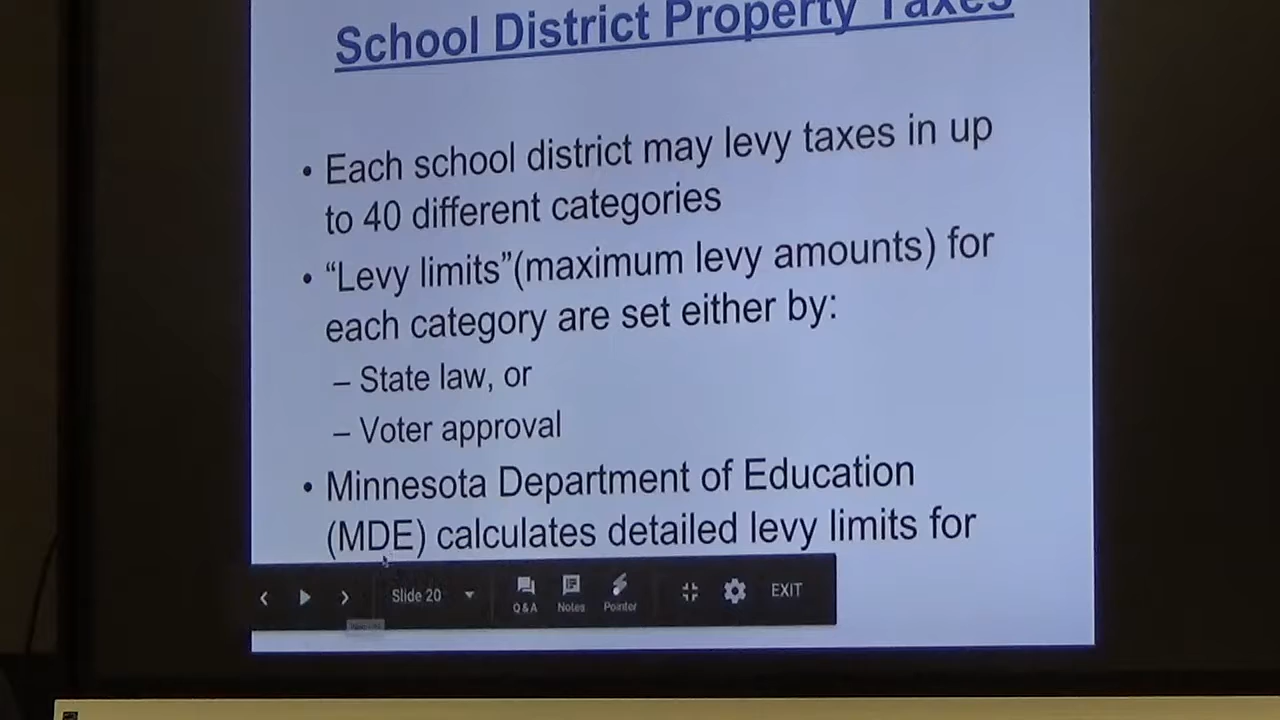 School District Property Taxes
• Each school district may levy taxes in up
to 40 different categories
• “Levy limits”(maximum levy amounts) for
each category are set either by:
– State law, or
– Voter approval
• Minnesota Department of Education
(MDE) calculates detailed levy limits for
Slide 20
Q&A
Notes
Pointer
EXIT